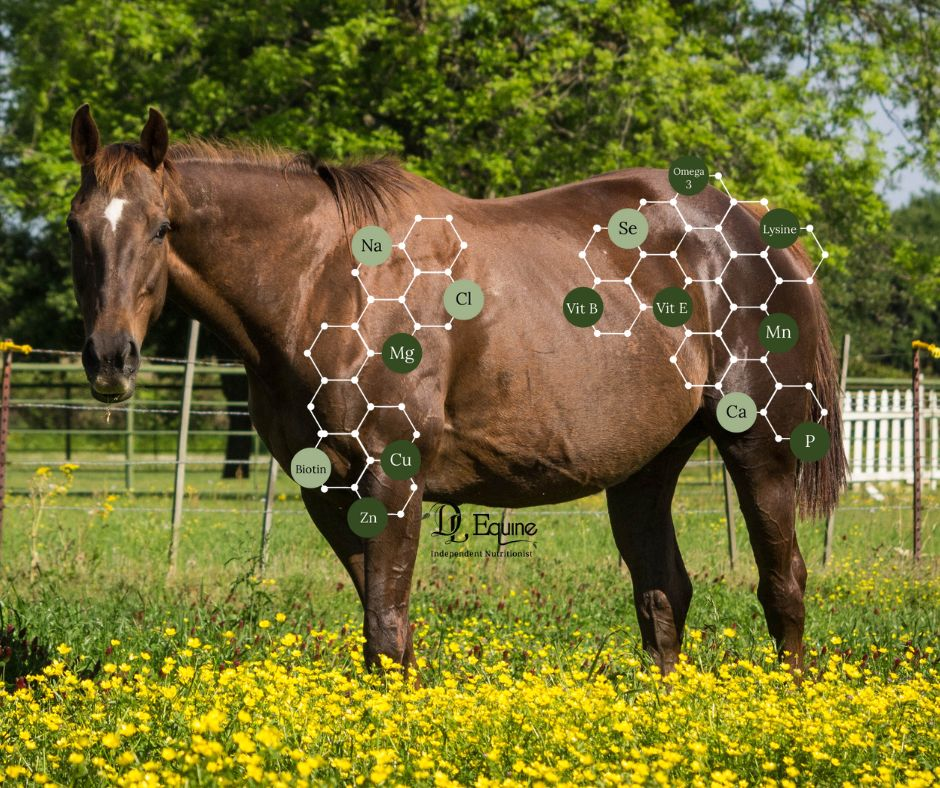 Omega
3
Se
Lysine
Na
Cl
Vit B
Vit E
Mn
Mg
Ca
P
Cu
Biotin
Zn
DL Equine
Independent Nutritionist